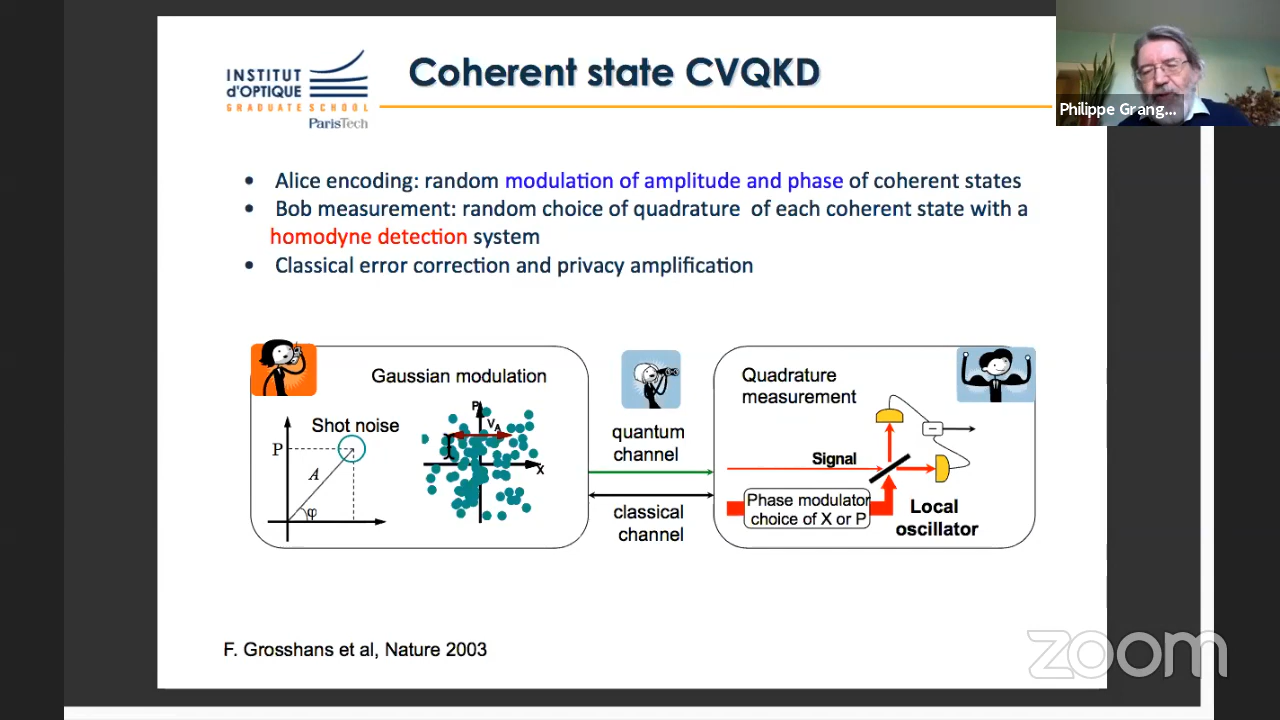 INSTITUT
d'OPTIQUE
GRADUATE SCHOOL
ParisTech
Coherent state CVQKD
Philippe Grang...
• Alice encoding: random modulation of amplitude and phase of coherent states
• Bob measurement: random choice of quadrature of each coherent state with a
homodyne detection system
• Classical error correction and privacy amplification
Gaussian modulation
Shot noise
P
A
φ
P
VA
X
quantum
channel
classical
channel
Quadrature
measurement
Signal
−
Phase modulator
choice of X or P
Local
oscillator
F. Grosshans et al, Nature 2003
zoom